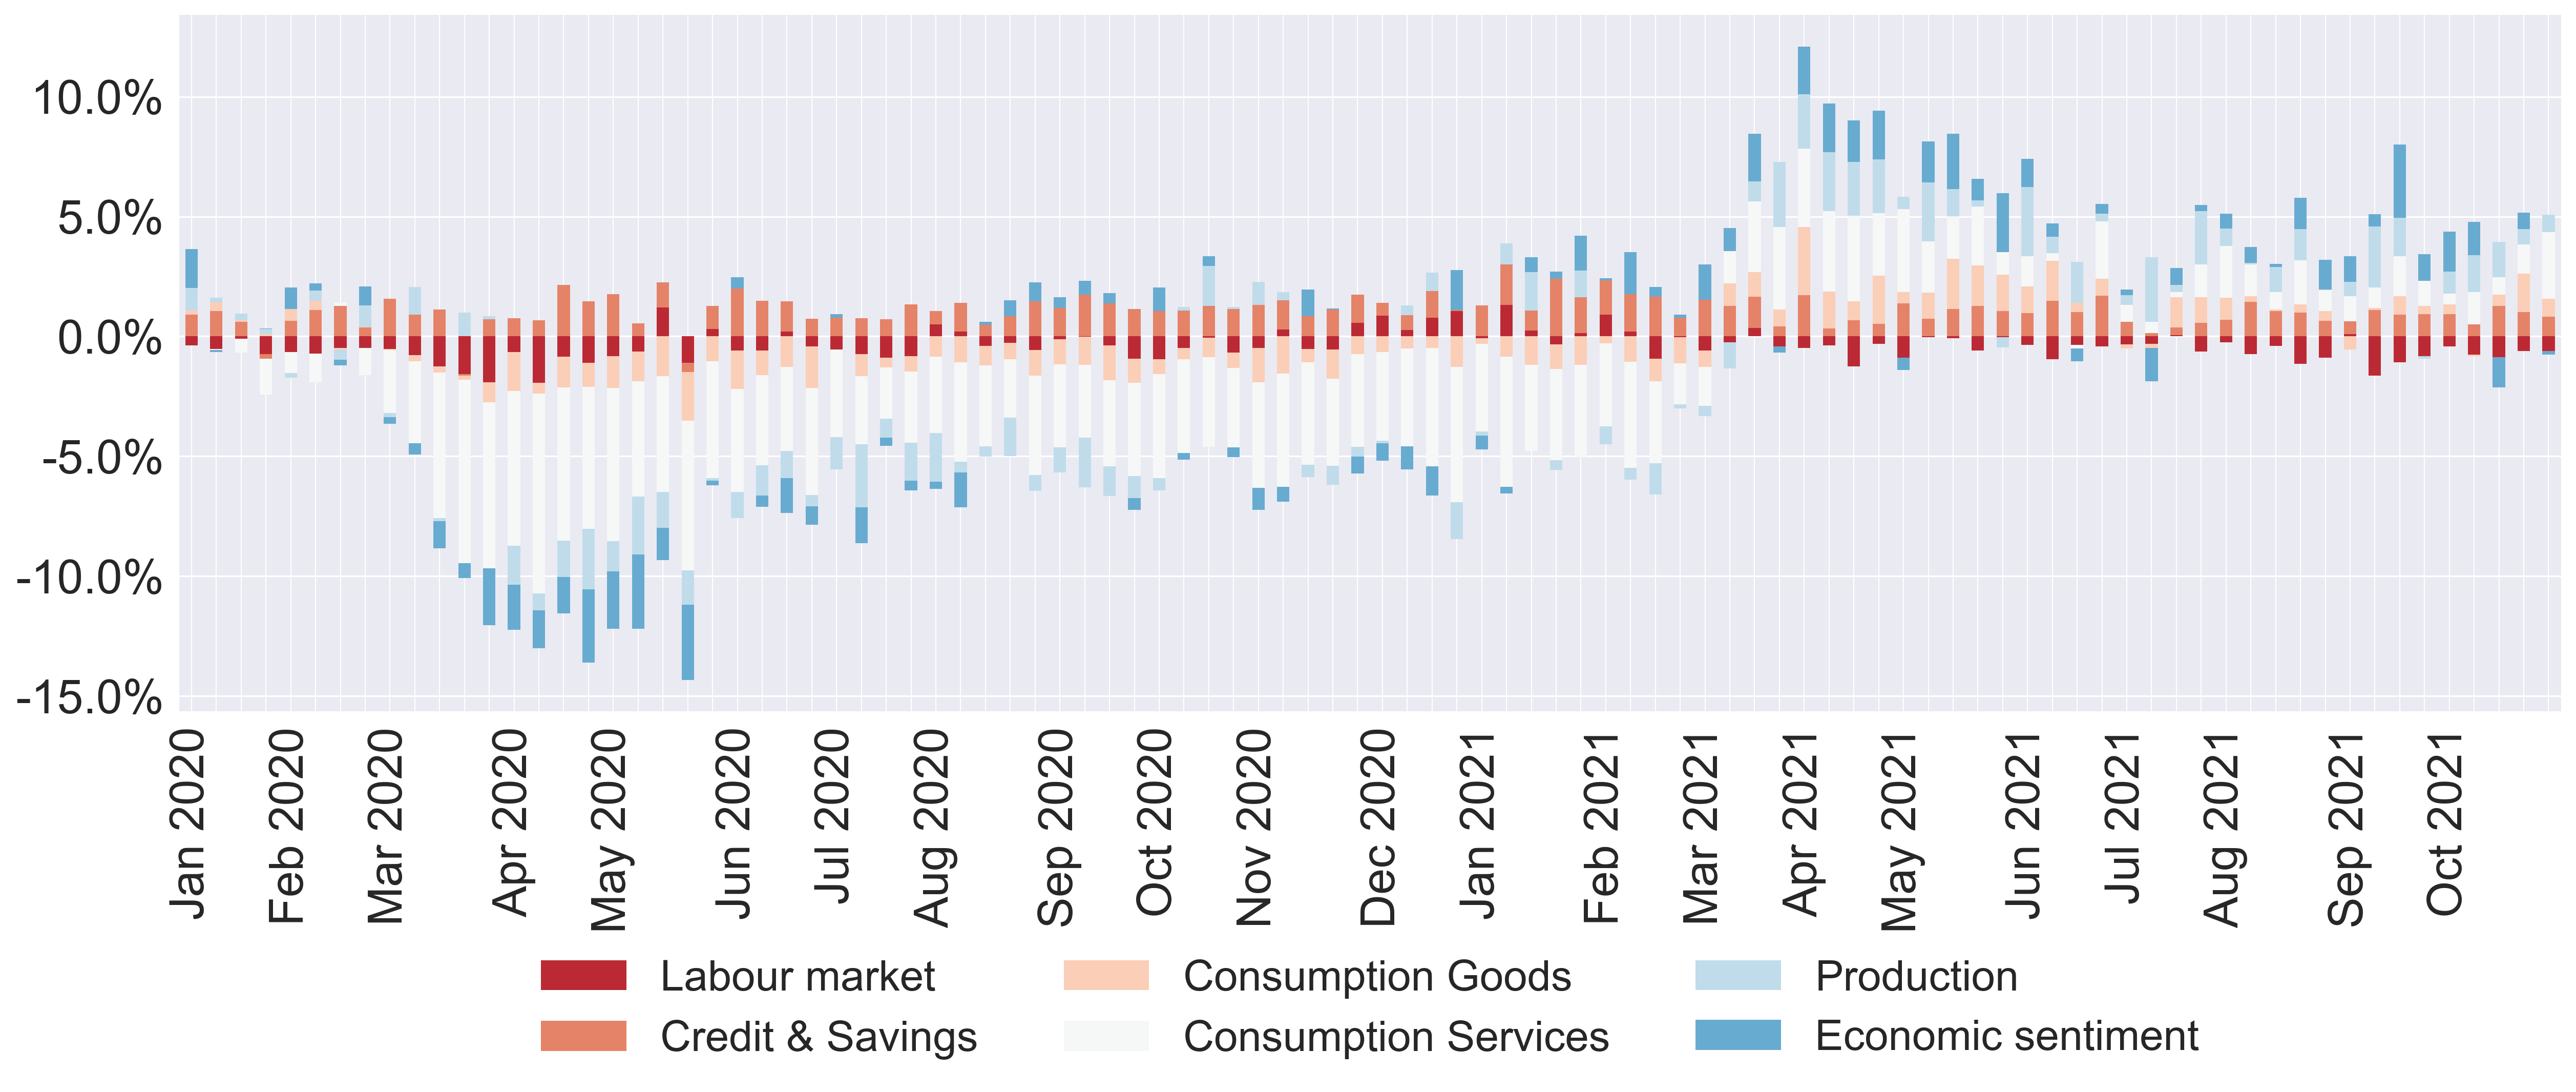 10.0%
5.0%
0.0%
-5.0%
-10.0%
-15.0%
Jan 2020
Feb 2020
Mar 2020
Apr 2020
May 2020
Jun 2020
Jul 2020
Aug 2020
Sep 2020
Oct 2020
Nov 2020
Dec 2020
Jan 2021
Feb 2021
Mar 2021
Apr 2021
May 2021
Jun 2021
Jul 2021
Aug 2021
Sep 2021
Oct 2021
Labour market
Consumption Goods
Production
Credit & Savings
Consumption Services
Economic sentiment